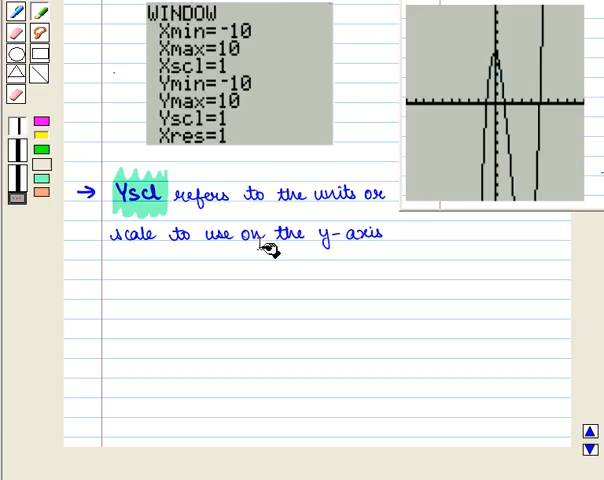 WINDOW
Xmin=-10
Xmax=10
Xscl=1
Ymin=-10
Ymax=10
Yscl=1
Xres=1
→ Yscl refers to the units or
scale to use on the y-axis